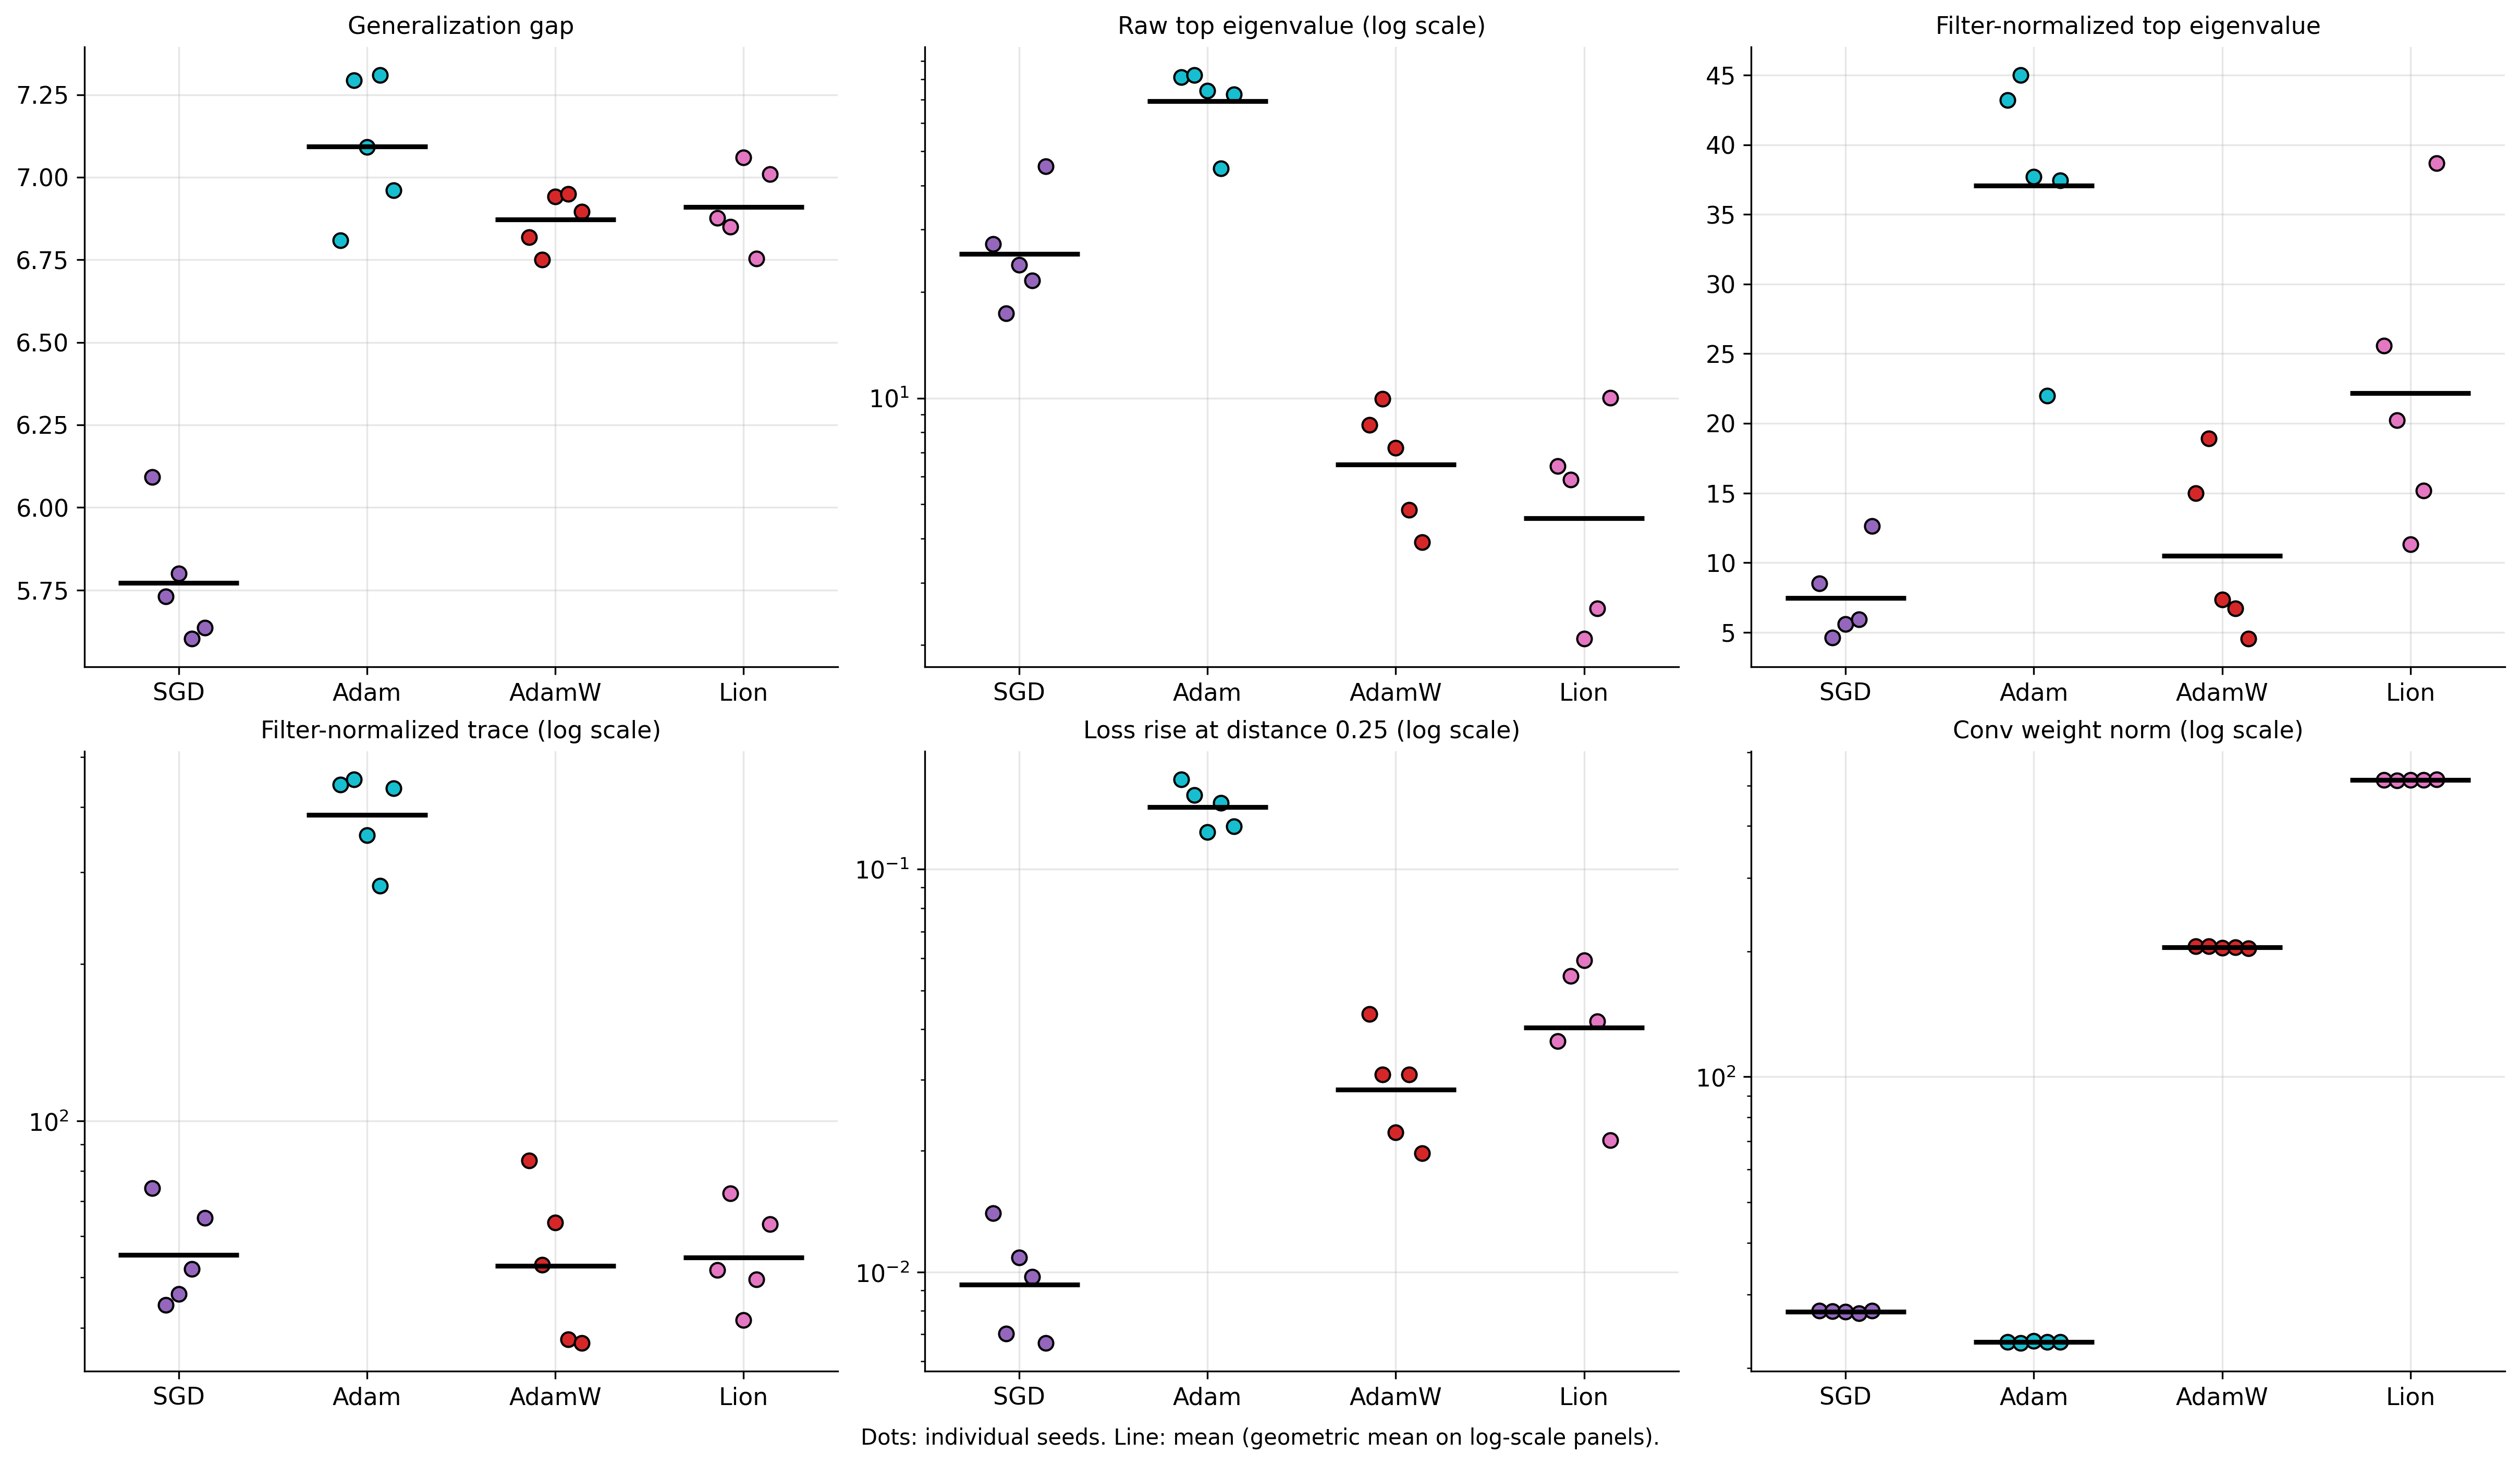 Generalization gap
7.25
7.00
6.75
6.50
6.25
6.00
5.75
SGD Adam AdamW Lion
Raw top eigenvalue (log scale)
10¹
SGD Adam AdamW Lion
Filter-normalized top eigenvalue
45
40
35
30
25
20
15
10
5
SGD Adam AdamW Lion
Filter-normalized trace (log scale)
10²
SGD Adam AdamW Lion
Loss rise at distance 0.25 (log scale)
10⁻¹
10⁻²
SGD Adam AdamW Lion
Conv weight norm (log scale)
10²
SGD Adam AdamW Lion
Dots: individual seeds. Line: mean (geometric mean on log-scale panels).